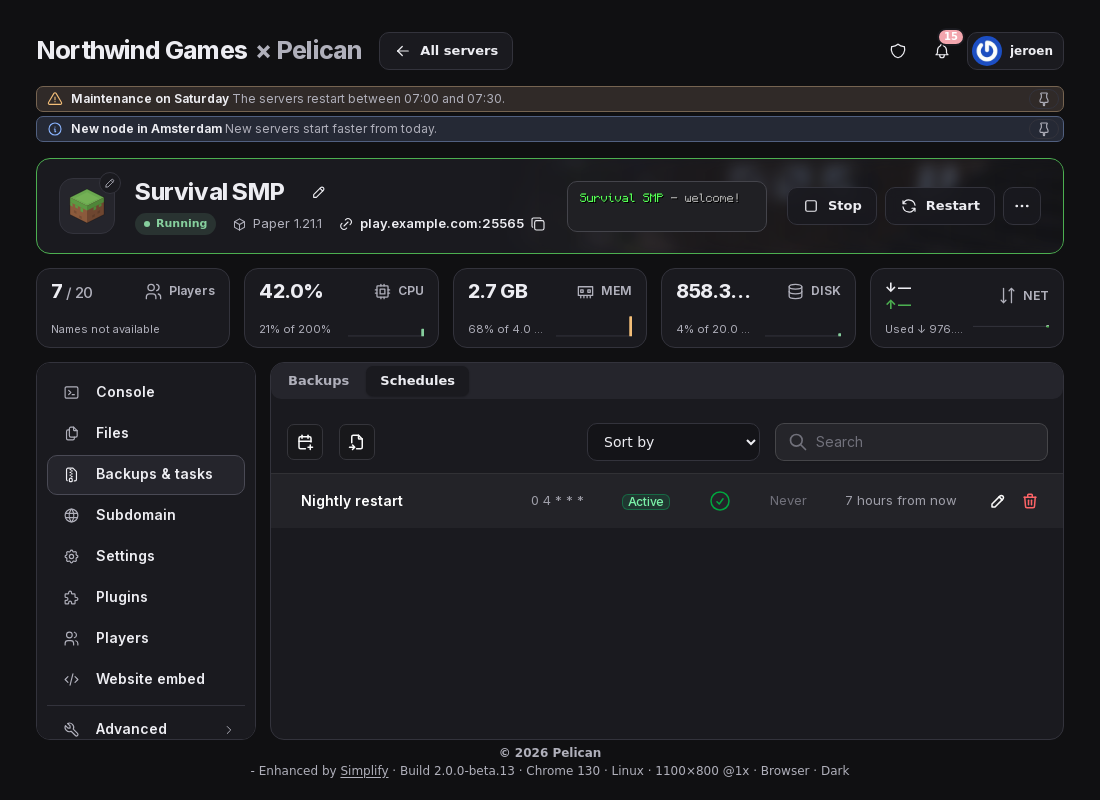 Northwind Games × Pelican
All servers
15
jeroen
Maintenance on Saturday The servers restart between 07:00 and 07:30.
New node in Amsterdam New servers start faster from today.
Survival SMP
Running
Paper 1.21.1
play.example.com:25565
Survival SMP — welcome!
Stop
Restart
7 / 20
Players
Names not available
42.0%
CPU
21% of 200%
2.7 GB
MEM
68% of 4.0 ...
858.3...
DISK
4% of 20.0 ...
↓—
↑—
NET
Used ↓ 976....
Console
Files
Backups & tasks
Subdomain
Settings
Plugins
Players
Website embed
Advanced
Backups
Schedules
Sort by
Search
Nightly restart
0 4 * * *
Active
Never
7 hours from now
© 2026 Pelican
- Enhanced by Simplify · Build 2.0.0-beta.13 · Chrome 130 · Linux · 1100×800 @1x · Browser · Dark